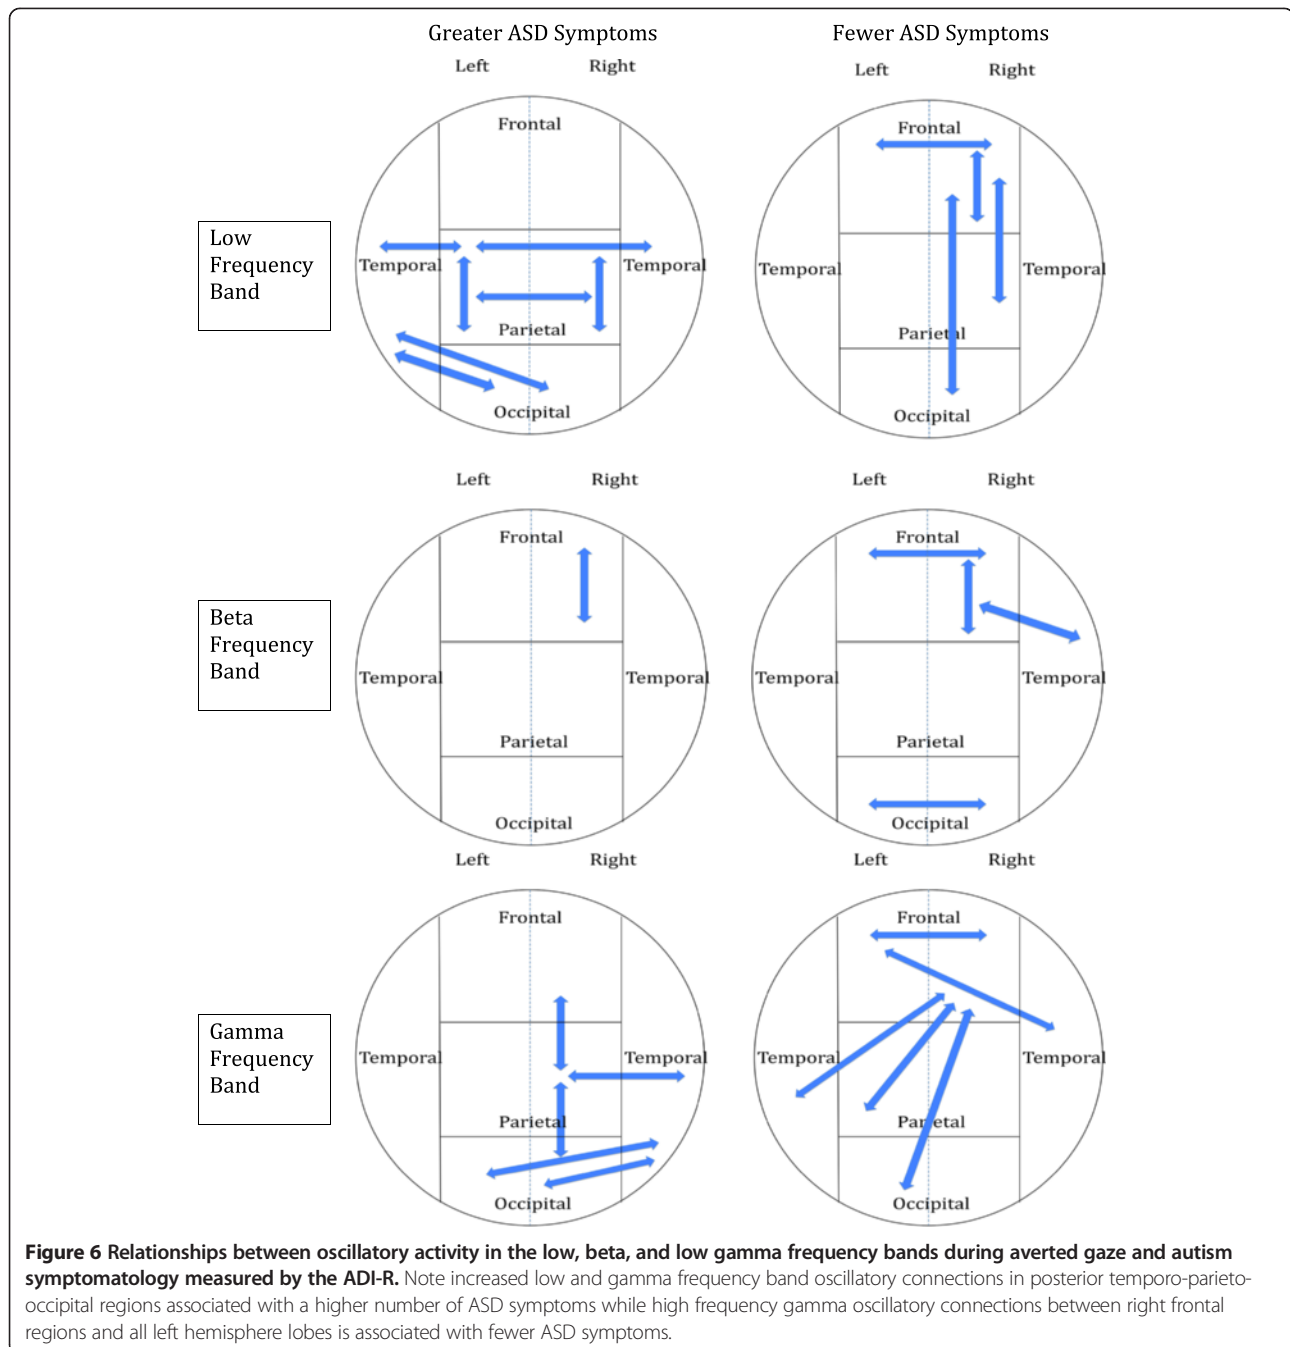 Greater ASD Symptoms
Fewer ASD Symptoms
Left
Right
Left
Right
Frontal
Frontal
Low
Frequency
Band
Temporal
Temporal
Temporal
Temporal
Parietal
Parietal
Occipital
Occipital
Left
Right
Left
Right
Frontal
Frontal
Beta
Frequency
Band
Temporal
Temporal
Temporal
Temporal
Parietal
Parietal
Occipital
Occipital
Left
Right
Left
Right
Frontal
Frontal
Gamma
Frequency
Band
Temporal
Temporal
Temporal
Temporal
Parietal
Parietal
Occipital
Occipital
Figure 6 Relationships between oscillatory activity in the low, beta, and low gamma frequency bands during averted gaze and autism
symptomatology measured by the ADI-R. Note increased low and gamma frequency band oscillatory connections in posterior temporo-parieto-
occipital regions associated with a higher number of ASD symptoms while high frequency gamma oscillatory connections between right frontal
regions and all left hemisphere lobes is associated with fewer ASD symptoms.